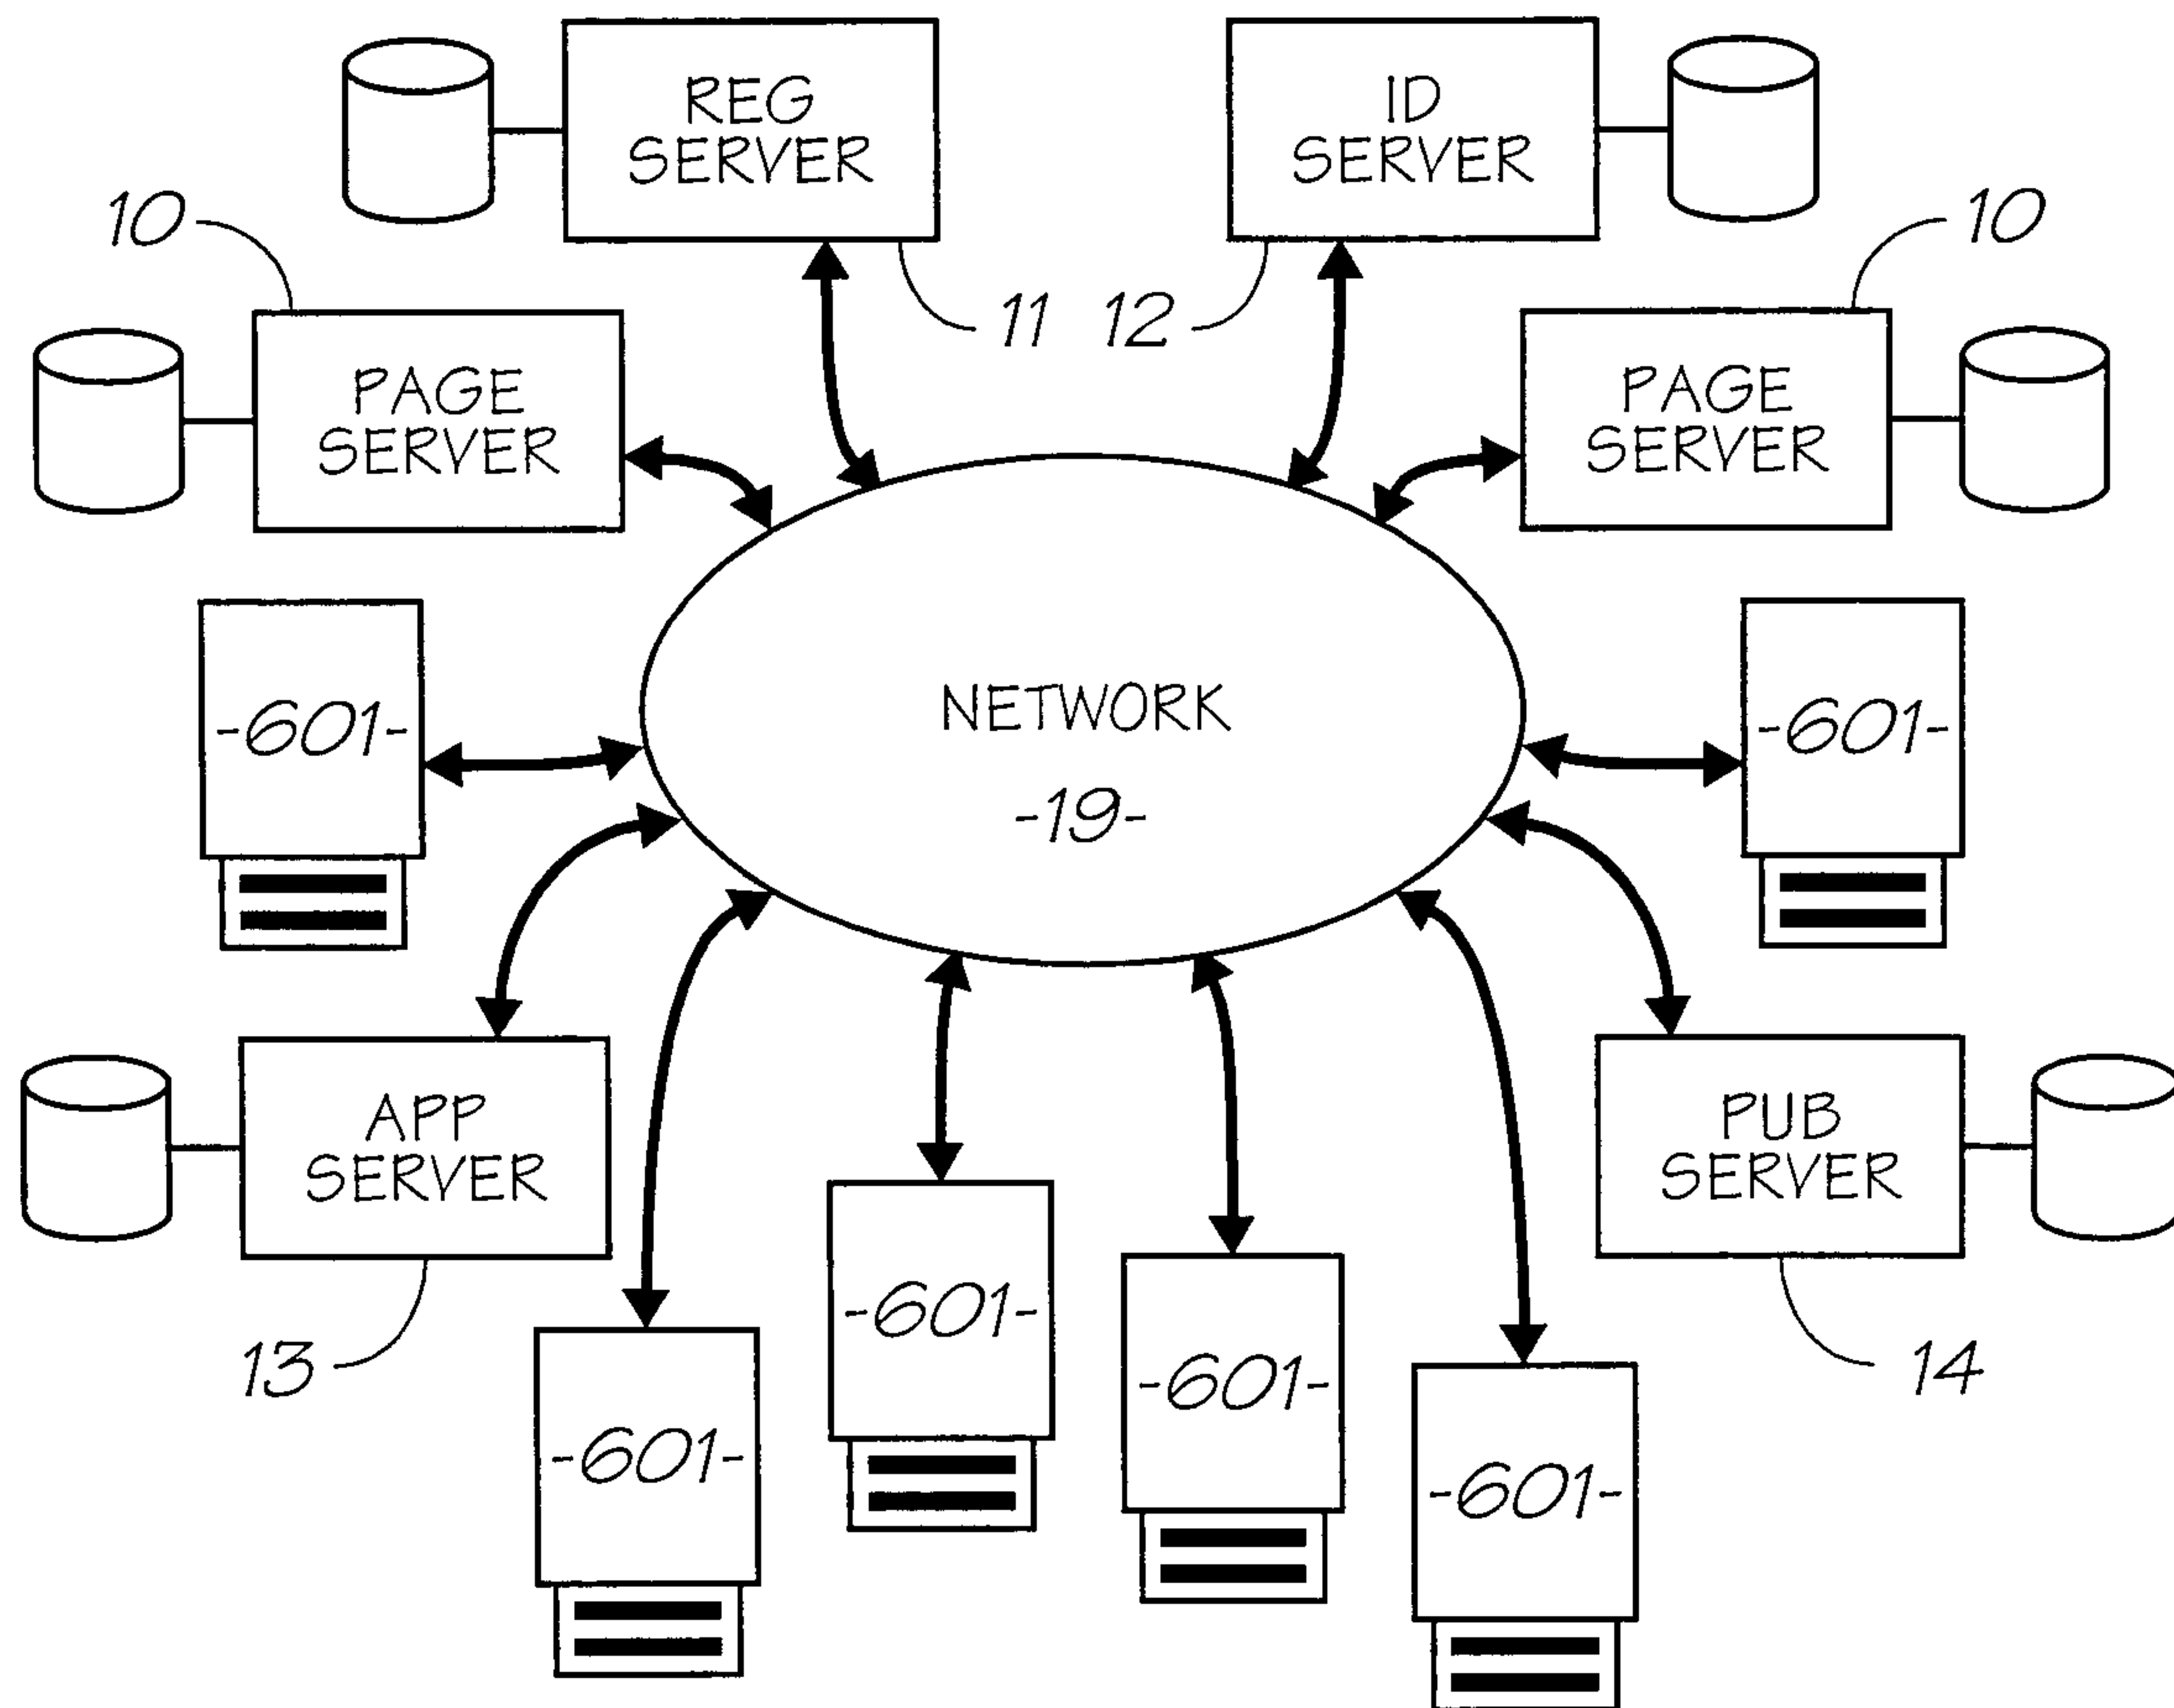 REG
SERVER
ID
SERVER
10
10
11
12
PAGE
SERVER
PAGE
SERVER
-601-
NETWORK
-19-
-601-
APP
SERVER
PUB
SERVER
-601-
13
-601-
14
-601-
-601-